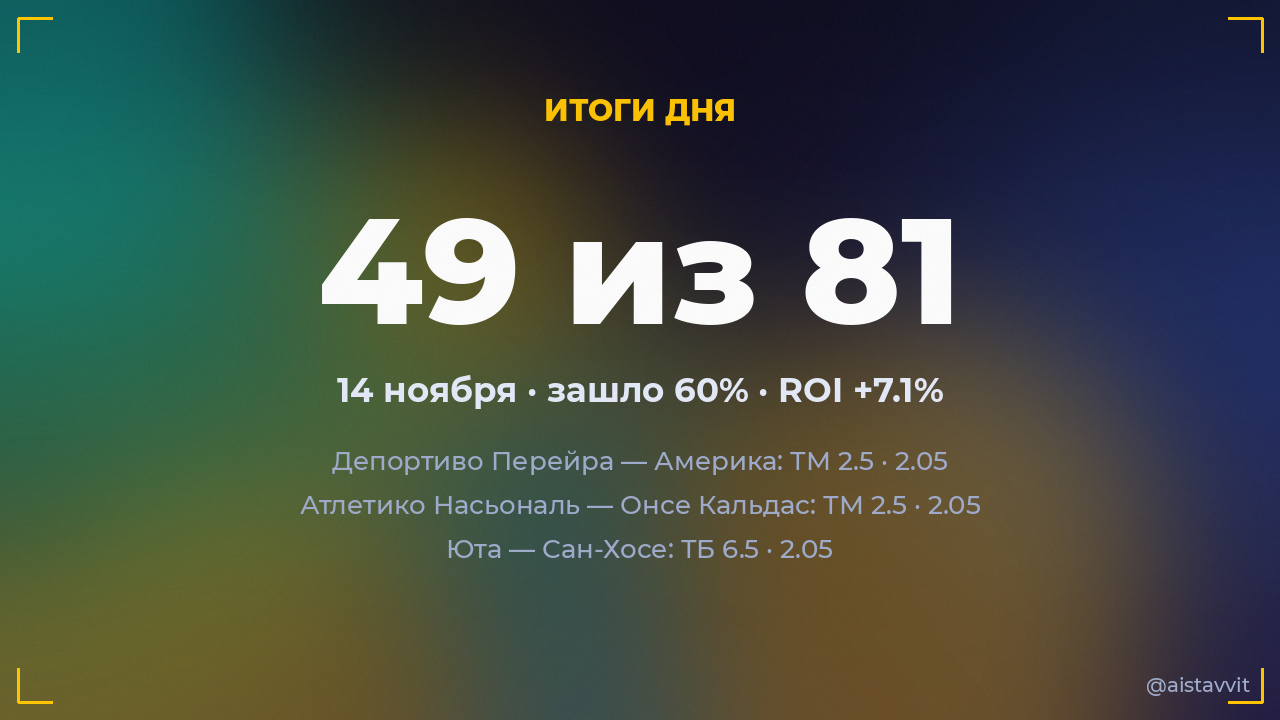 ИТОГИ ДНЯ
49 из 81
14 ноября · зашло 60% · ROI +7.1%
Депортиво Перейра — Америка: ТМ 2.5 · 2.05
Атлетико Насьональ — Онсе Кальдас: ТМ 2.5 · 2.05
Юта — Сан-Хосе: ТБ 6.5 · 2.05
@aistavvit